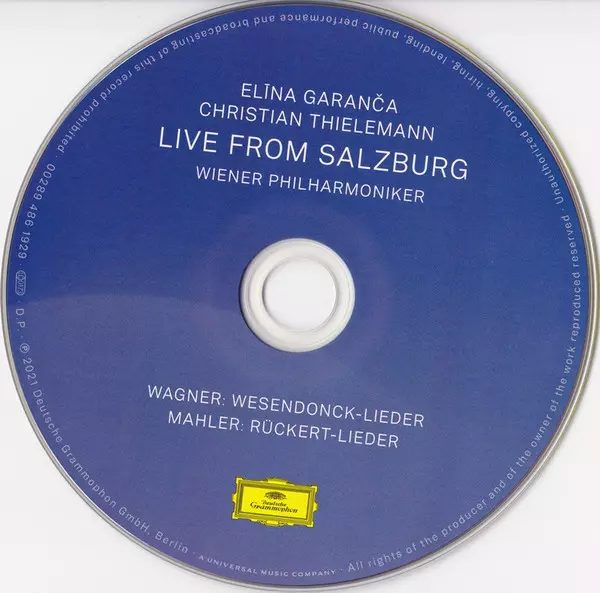 ELĪNA GARANČA
CHRISTIAN THIELEMANN
LIVE FROM SALZBURG
WIENER PHILHARMONIKER
WAGNER: WESENDONCK-LIEDER
MAHLER: RÜCKERT-LIEDER
Deutsche
Grammophon
00289 486 1929 · D.P. · ℗ 2021 Deutsche Grammophon GmbH, Berlin · A UNIVERSAL MUSIC COMPANY · All rights of the producer and of the owner of the work reproduced reserved · Unauthorized copying, hiring, lending, public performance and broadcasting of this record prohibited ·